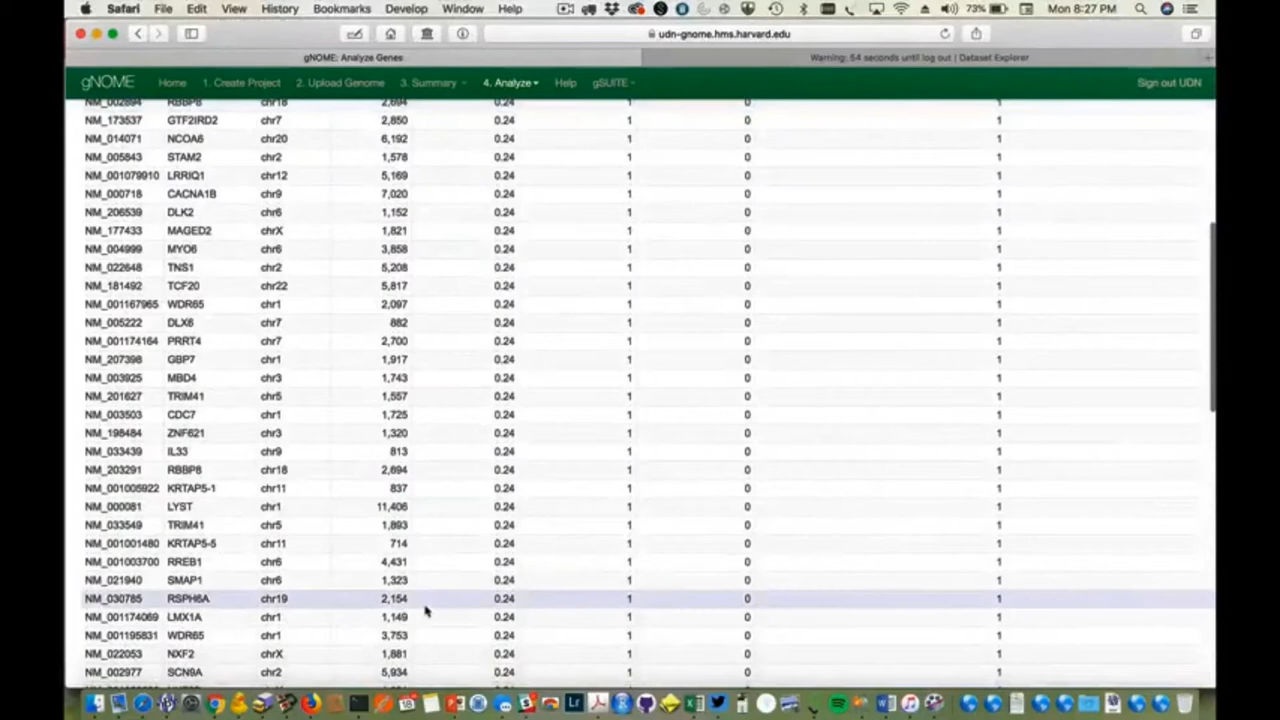 Safari File Edit View History Bookmarks Develop Window Help 73% Mon 8:27 PM
udn-gnome.hms.harvard.edu
gNOME: Analyze Genes Warning: 54 seconds until log out | Dataset Explorer
gNOME Home 1. Create Project 2. Upload Genome 3. Summary 4. Analyze Help gSUITE Sign out UDN
NM_002894 RBBP8 chr18 2,694 0.24 1 0 1
NM_173537 GTF2IRD2 chr7 2,850 0.24 1 0 1
NM_014071 NCOA6 chr20 6,192 0.24 1 0 1
NM_005843 STAM2 chr2 1,578 0.24 1 0 1
NM_001079910 LRRIQ1 chr12 5,169 0.24 1 0 1
NM_000718 CACNA1B chr9 7,020 0.24 1 0 1
NM_206539 DLK2 chr6 1,152 0.24 1 0 1
NM_177433 MAGED2 chrX 1,821 0.24 1 0 1
NM_004999 MYO6 chr6 3,858 0.24 1 0 1
NM_022648 TNS1 chr2 5,208 0.24 1 0 1
NM_181492 TCF20 chr22 5,817 0.24 1 0 1
NM_001167965 WDR65 chr1 2,097 0.24 1 0 1
NM_005222 DLX6 chr7 882 0.24 1 0 1
NM_001174164 PRRT4 chr7 2,700 0.24 1 0 1
NM_207398 GBP7 chr1 1,917 0.24 1 0 1
NM_003925 MBD4 chr3 1,743 0.24 1 0 1
NM_201627 TRIM41 chr5 1,557 0.24 1 0 1
NM_003503 CDC7 chr1 1,725 0.24 1 0 1
NM_198484 ZNF621 chr3 1,320 0.24 1 0 1
NM_033439 IL33 chr9 813 0.24 1 0 1
NM_203291 RBBP8 chr18 2,694 0.24 1 0 1
NM_001005922 KRTAP5-1 chr11 837 0.24 1 0 1
NM_000081 LYST chr1 11,406 0.24 1 0 1
NM_033549 TRIM41 chr5 1,893 0.24 1 0 1
NM_001001480 KRTAP5-5 chr11 714 0.24 1 0 1
NM_001003700 RREB1 chr6 4,431 0.24 1 0 1
NM_021940 SMAP1 chr6 1,323 0.24 1 0 1
NM_030785 RSPH6A chr19 2,154 0.24 1 0 1
NM_001174069 LMX1A chr1 1,149 0.24 1 0 1
NM_001195831 WDR65 chr1 3,753 0.24 1 0 1
NM_022053 NXF2 chrX 1,881 0.24 1 0 1
NM_002977 SCN9A chr2 5,934 0.24 1 0 1